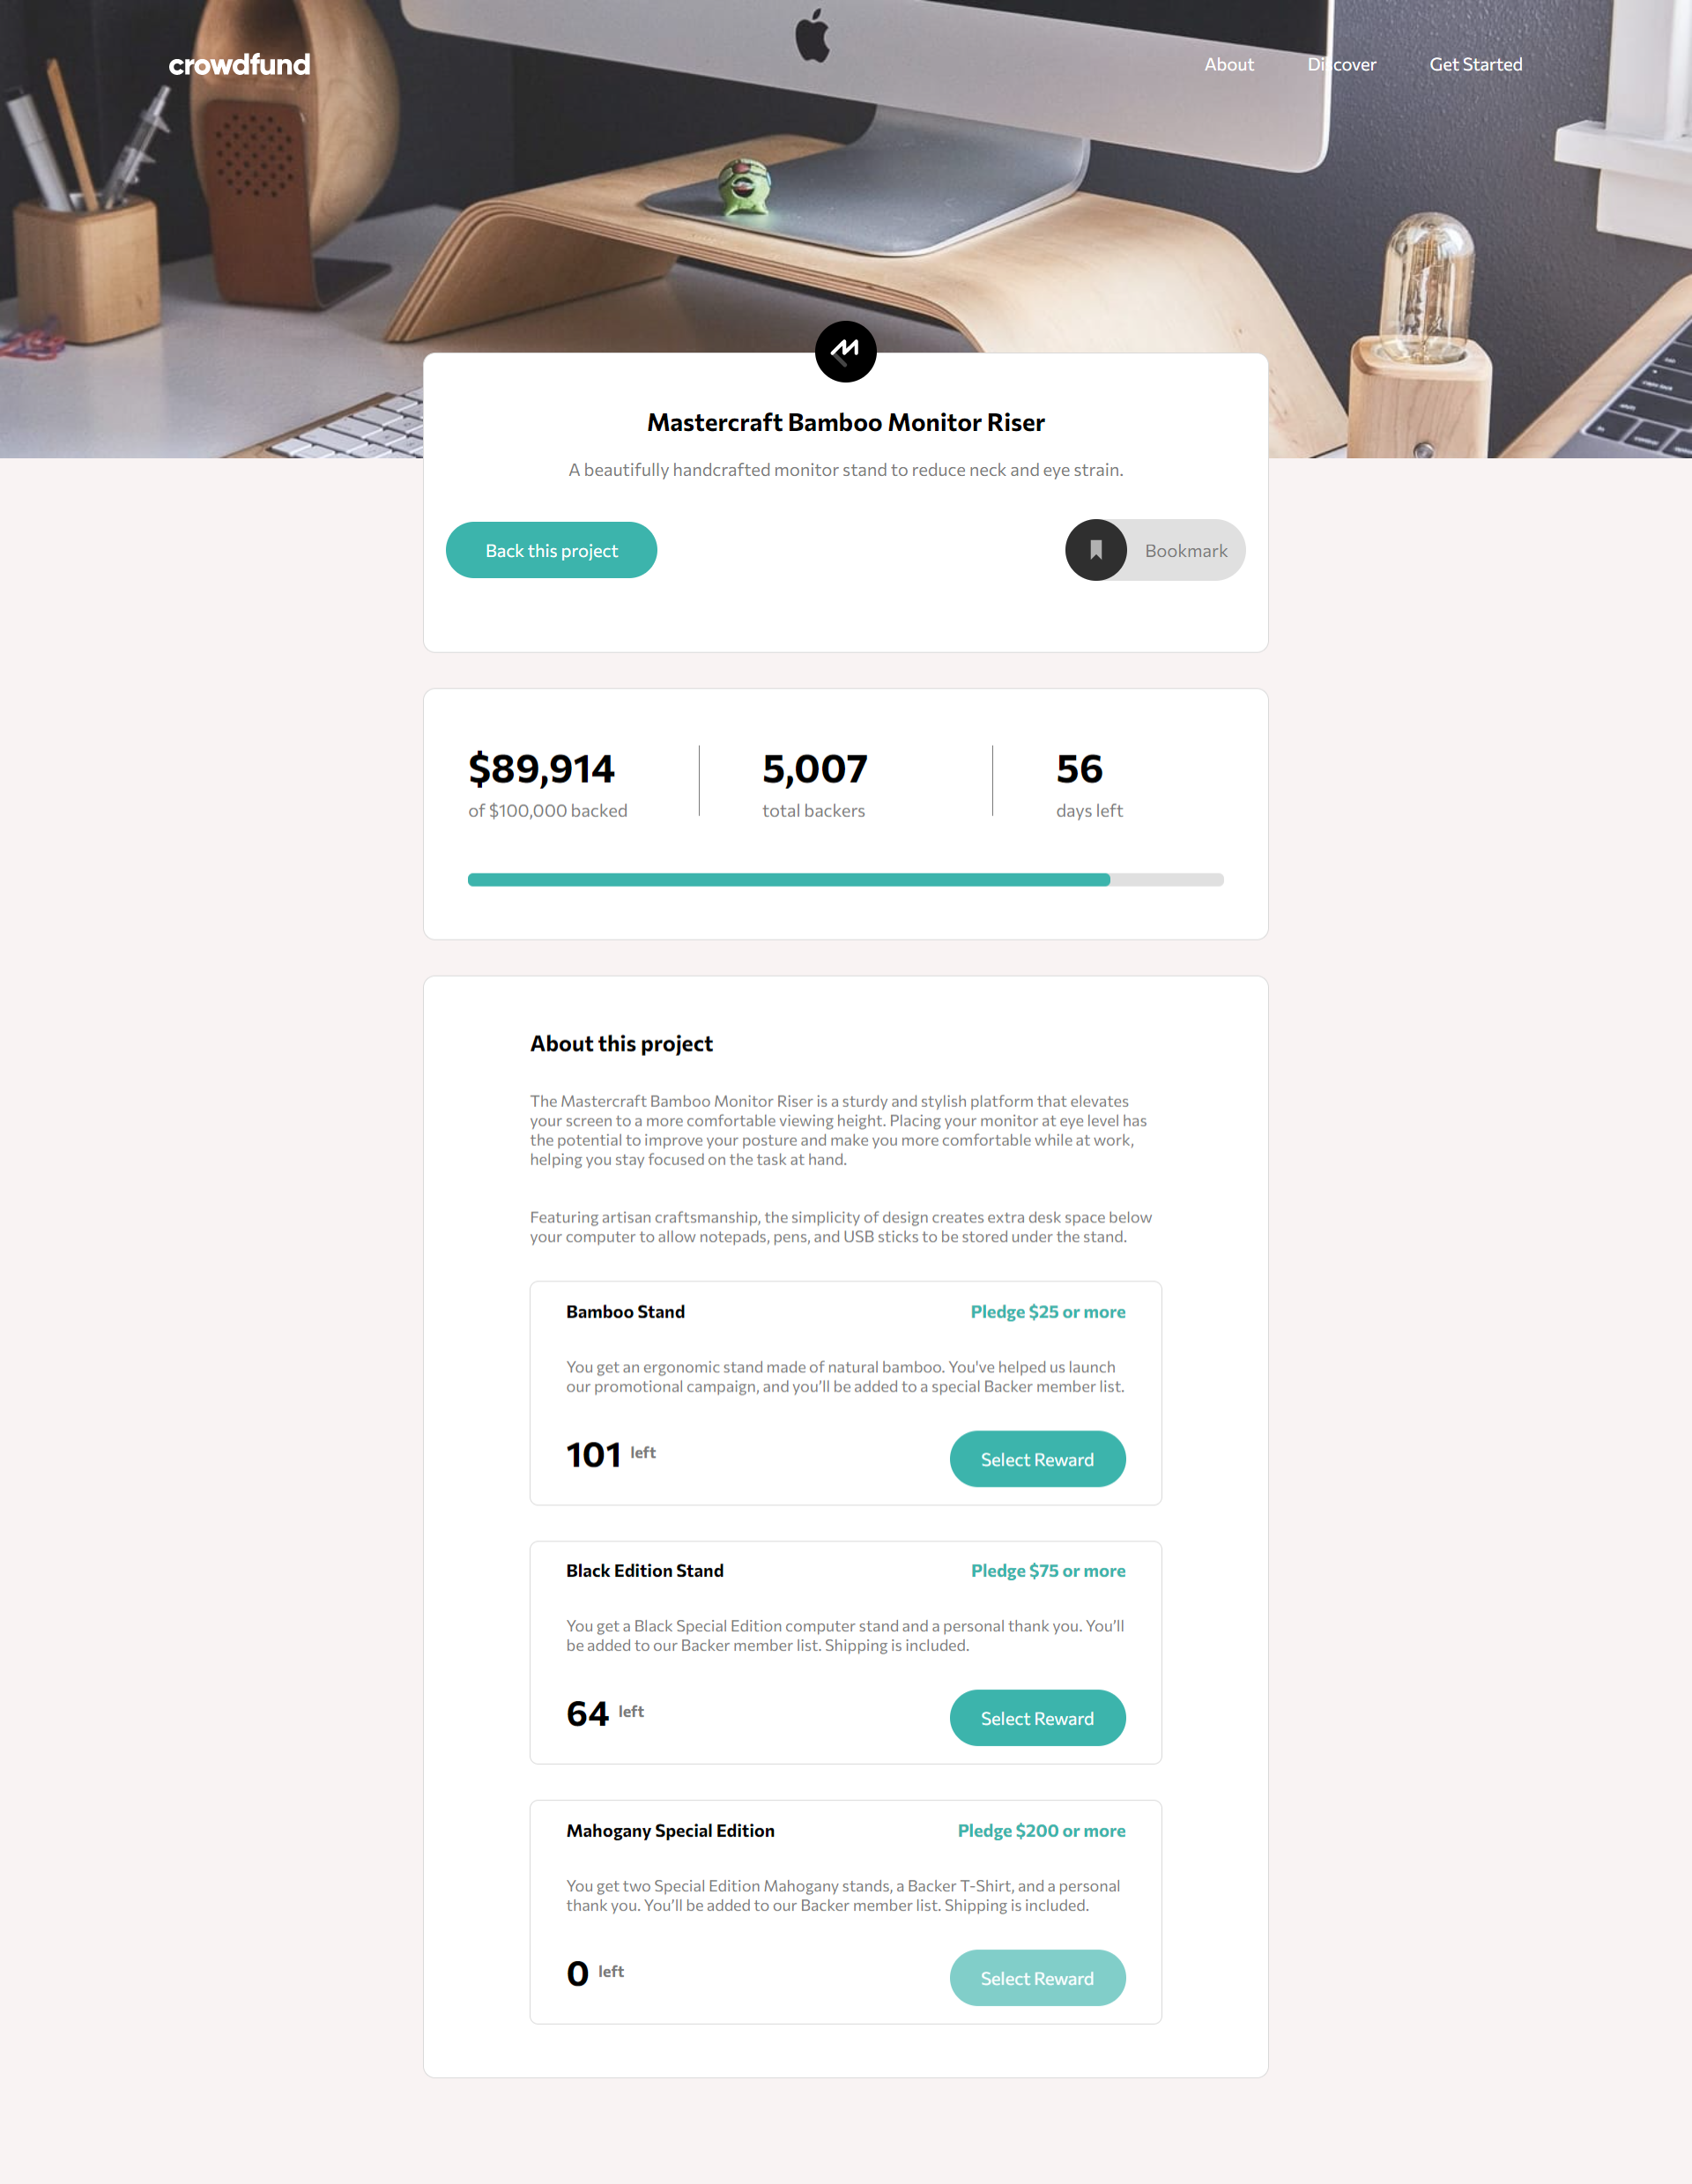 crowdfund
About Discover Get Started
Mastercraft Bamboo Monitor Riser
A beautifully handcrafted monitor stand to reduce neck and eye strain.
Back this project
Bookmark
$89,914
of $100,000 backed
5,007
total backers
56
days left
About this project
The Mastercraft Bamboo Monitor Riser is a sturdy and stylish platform that elevates
your screen to a more comfortable viewing height. Placing your monitor at eye level has
the potential to improve your posture and make you more comfortable while at work,
helping you stay focused on the task at hand.
Featuring artisan craftsmanship, the simplicity of design creates extra desk space below
your computer to allow notepads, pens, and USB sticks to be stored under the stand.
Bamboo Stand
Pledge $25 or more
You get an ergonomic stand made of natural bamboo. You've helped us launch
our promotional campaign, and you’ll be added to a special Backer member list.
101 left
Select Reward
Black Edition Stand
Pledge $75 or more
You get a Black Special Edition computer stand and a personal thank you. You’ll
be added to our Backer member list. Shipping is included.
64 left
Select Reward
Mahogany Special Edition
Pledge $200 or more
You get two Special Edition Mahogany stands, a Backer T-Shirt, and a personal
thank you. You’ll be added to our Backer member list. Shipping is included.
0 left
Select Reward